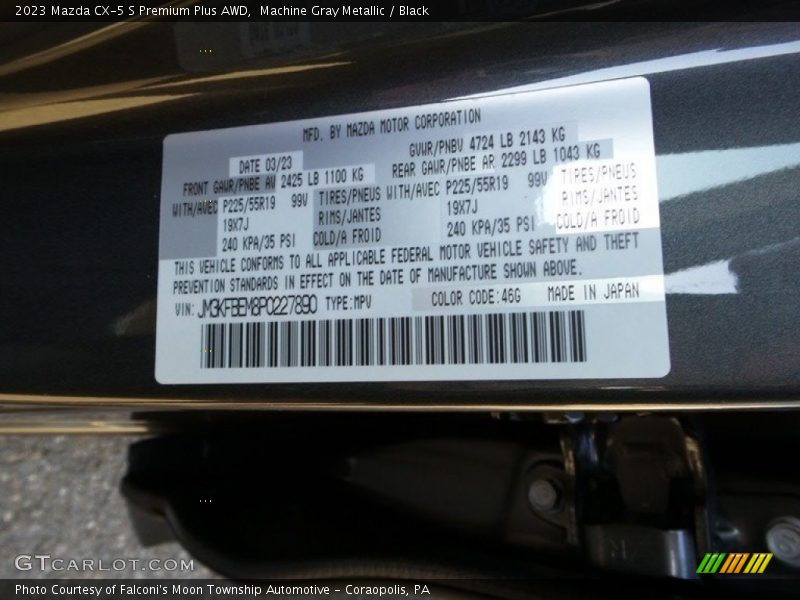 2023 Mazda CX-5 S Premium Plus AWD,  Machine Gray Metallic / Black
MFD. BY MAZDA MOTOR CORPORATION
DATE 03/23
GVWR/PNBV 4724 LB 2143 KG
FRONT GAWR/PNBE AV 2425 LB 1100 KG
REAR GAWR/PNBE AR 2299 LB 1043 KG
WITH/AVEC P225/55R19 99V TIRES/PNEUS
WITH/AVEC P225/55R19 99V TIRES/PNEUS
19X7J RIMS/JANTES
19X7J RIMS/JANTES
240 KPA/35 PSI COLD/A FROID
240 KPA/35 PSI COLD/A FROID
THIS VEHICLE CONFORMS TO ALL APPLICABLE FEDERAL MOTOR VEHICLE SAFETY AND THEFT
PREVENTION STANDARDS IN EFFECT ON THE DATE OF MANUFACTURE SHOWN ABOVE.
VIN: JM3KFBEM8P0227890 TYPE:MPV COLOR CODE:46G MADE IN JAPAN
GTCARLOT.COM
Photo Courtesy of Falconi's Moon Township Automotive - Coraopolis, PA